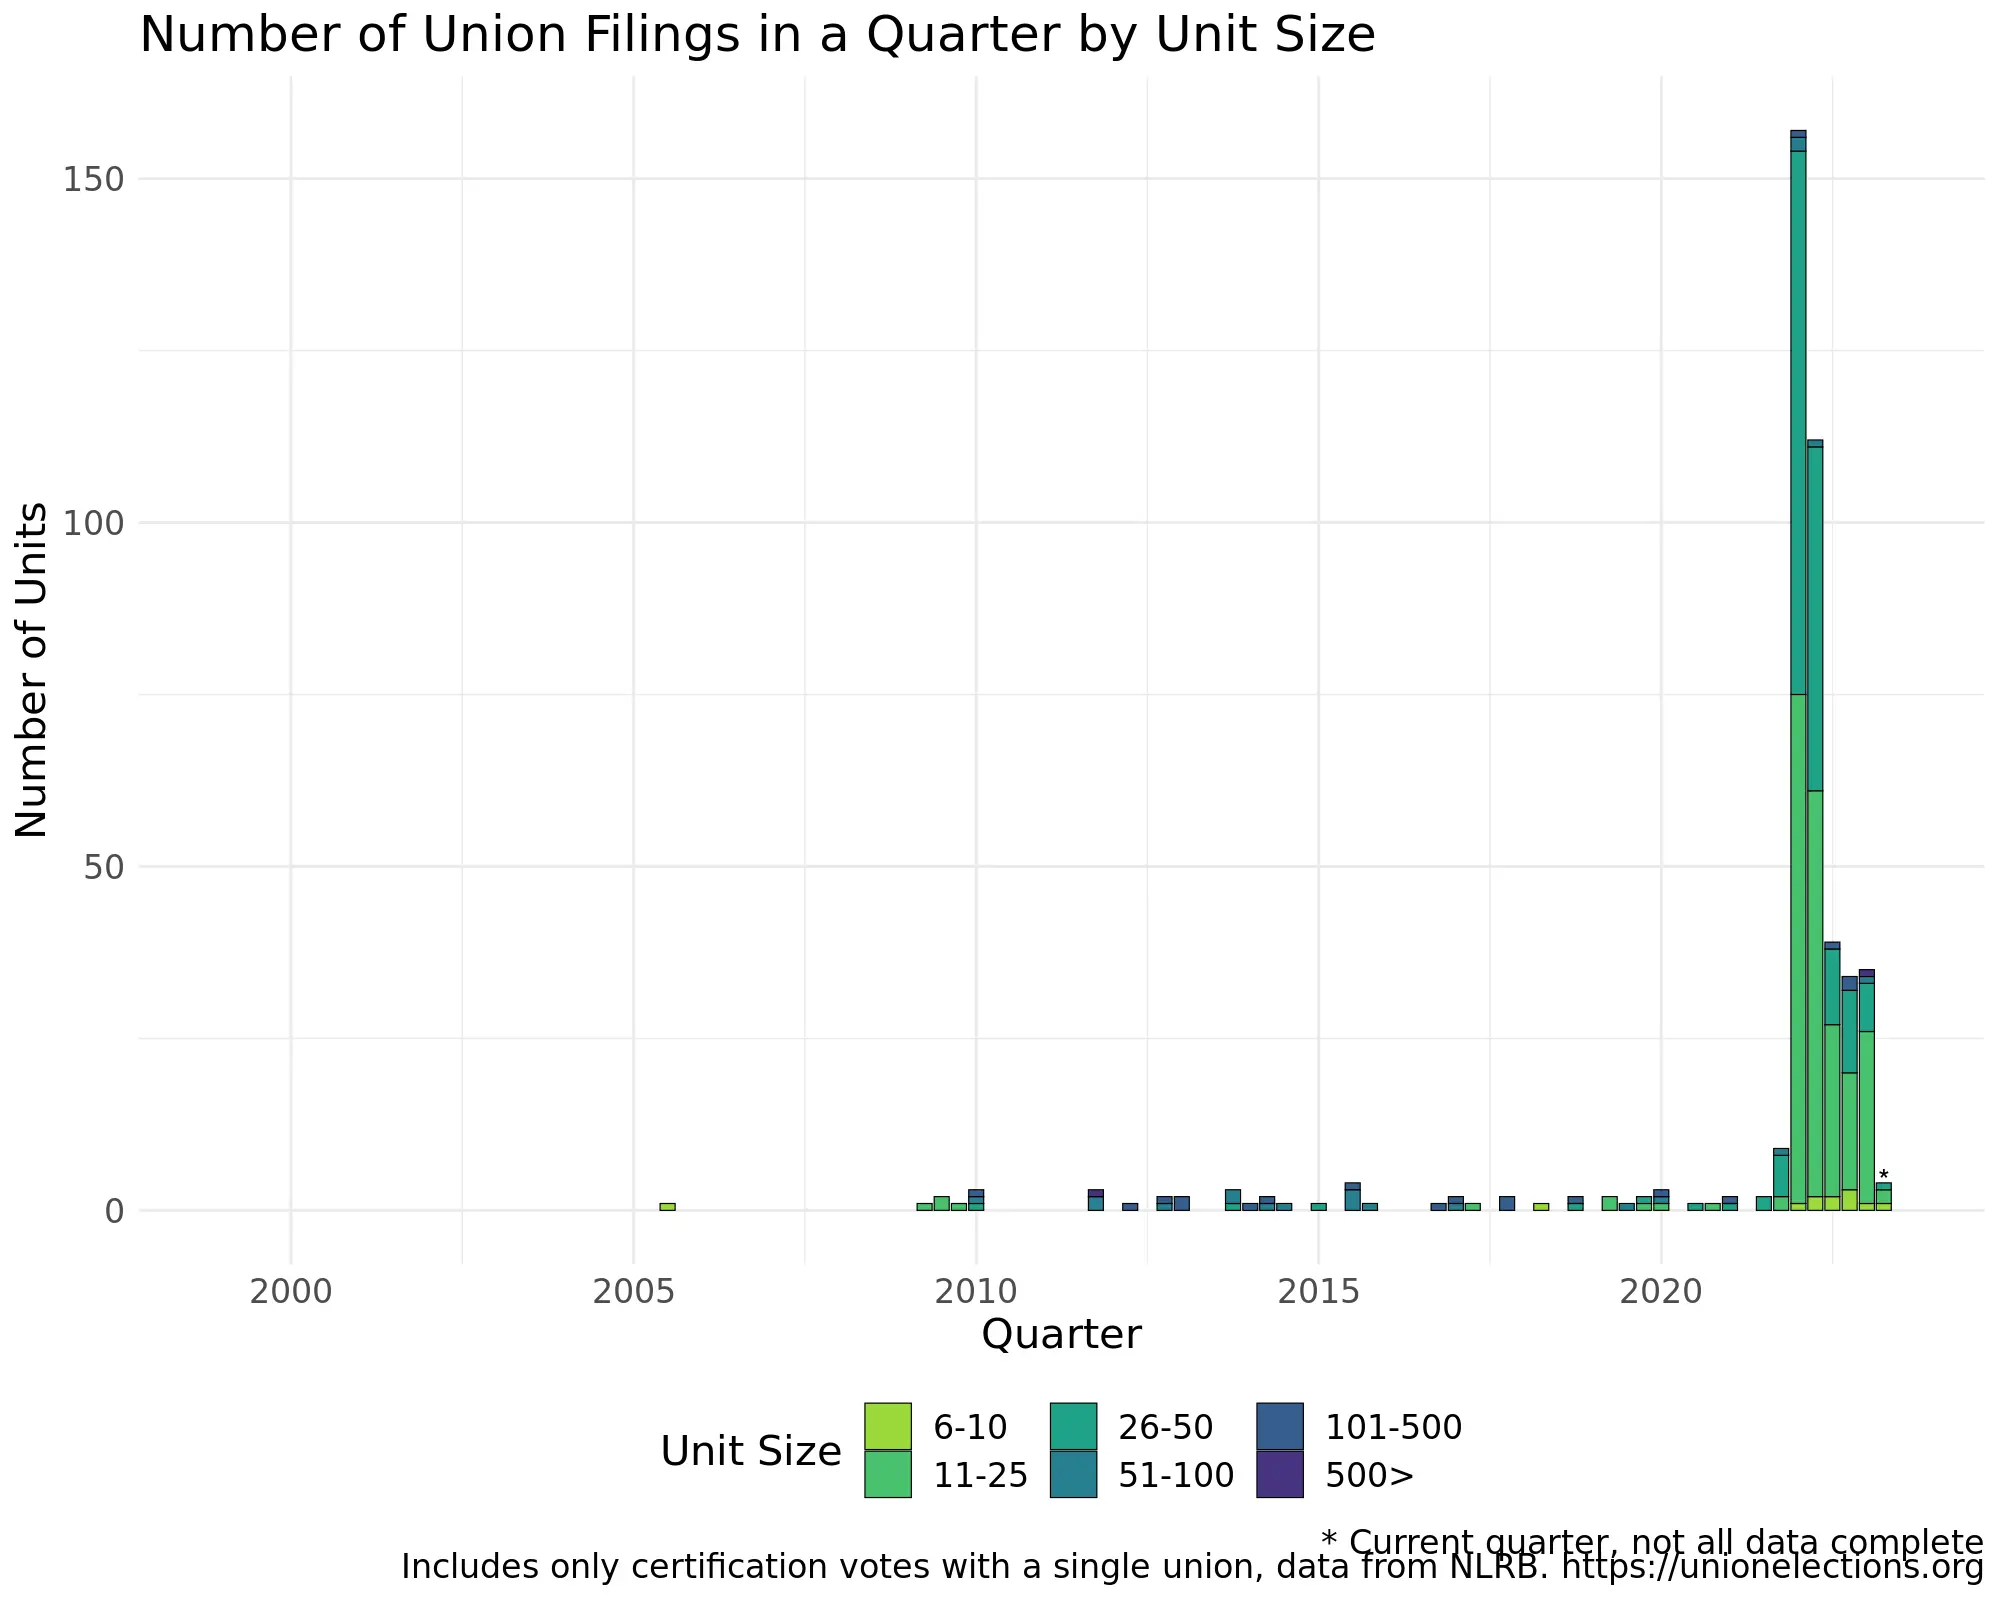 Number of Union Filings in a Quarter by Unit Size
Number of Units
150
100
50
0
*
2000 2005 2010 2015 2020
Quarter
Unit Size
6-10 26-50 101-500
11-25 51-100 500>
* Current quarter, not all data complete
Includes only certification votes with a single union, data from NLRB. https://unionelections.org